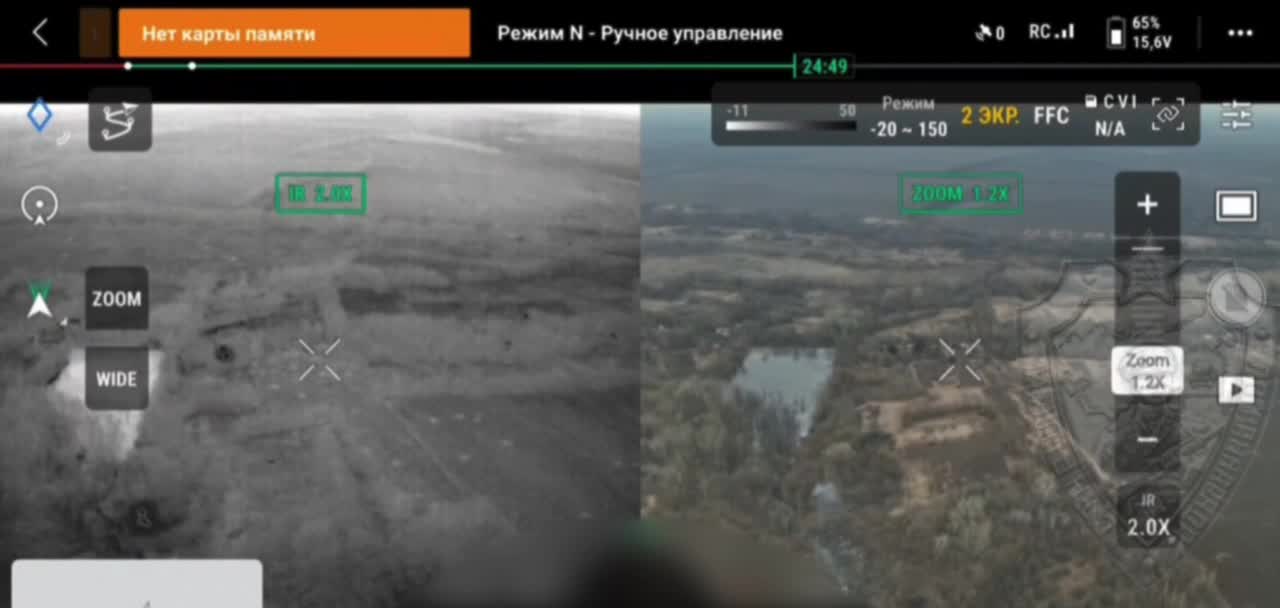 Нет карты памяти
Режим N - Ручное управление
0
RC
65%
15,6V
24:49
-11
50
Режим
-20 ~ 150
2 ЭКР.
FFC
CVI
N/A
IR 2.0X
ZOOM 1.2X
ZOOM
WIDE
Zoom
1.2X
IR
2.0X